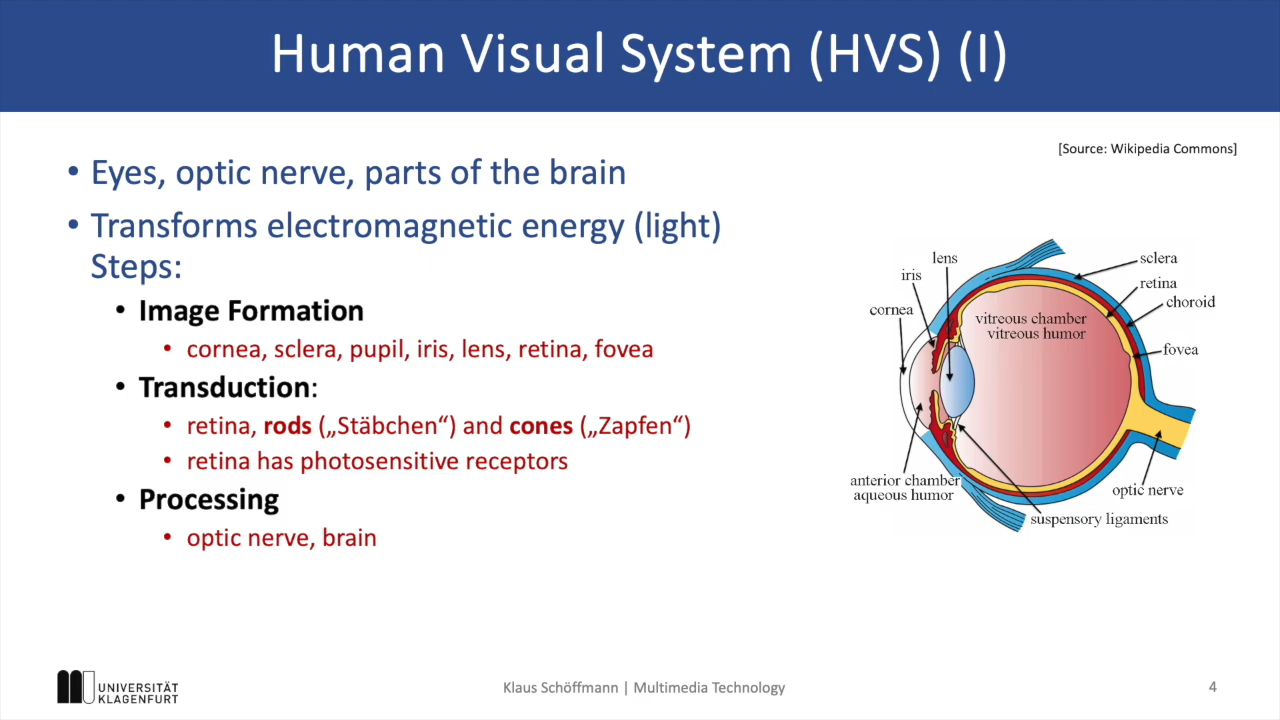 Human Visual System (HVS) (I)
[Source: Wikipedia Commons]
• Eyes, optic nerve, parts of the brain
• Transforms electromagnetic energy (light)
Steps:
• Image Formation
• cornea, sclera, pupil, iris, lens, retina, fovea
• Transduction:
• retina, rods („Stäbchen“) and cones („Zapfen“)
• retina has photosensitive receptors
• Processing
• optic nerve, brain
lens
iris
cornea
sclera
retina
choroid
vitreous chamber
vitreous humor
fovea
anterior chamber
aqueous humor
optic nerve
suspensory ligaments
UNIVERSITÄT
KLAGENFURT
Klaus Schöffmann | Multimedia Technology
4